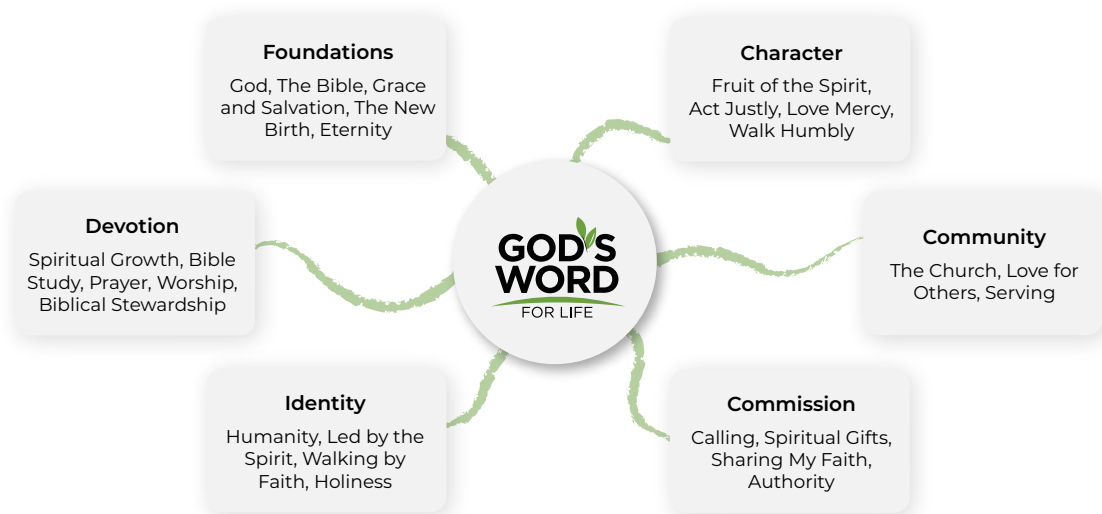 Foundations
God, The Bible, Grace
and Salvation, The New
Birth, Eternity
Character
Fruit of the Spirit,
Act Justly, Love Mercy,
Walk Humbly
Devotion
Spiritual Growth, Bible
Study, Prayer, Worship,
Biblical Stewardship
GOD'S
WORD
FOR LIFE
Community
The Church, Love for
Others, Serving
Identity
Humanity, Led by the
Spirit, Walking by
Faith, Holiness
Commission
Calling, Spiritual Gifts,
Sharing My Faith,
Authority